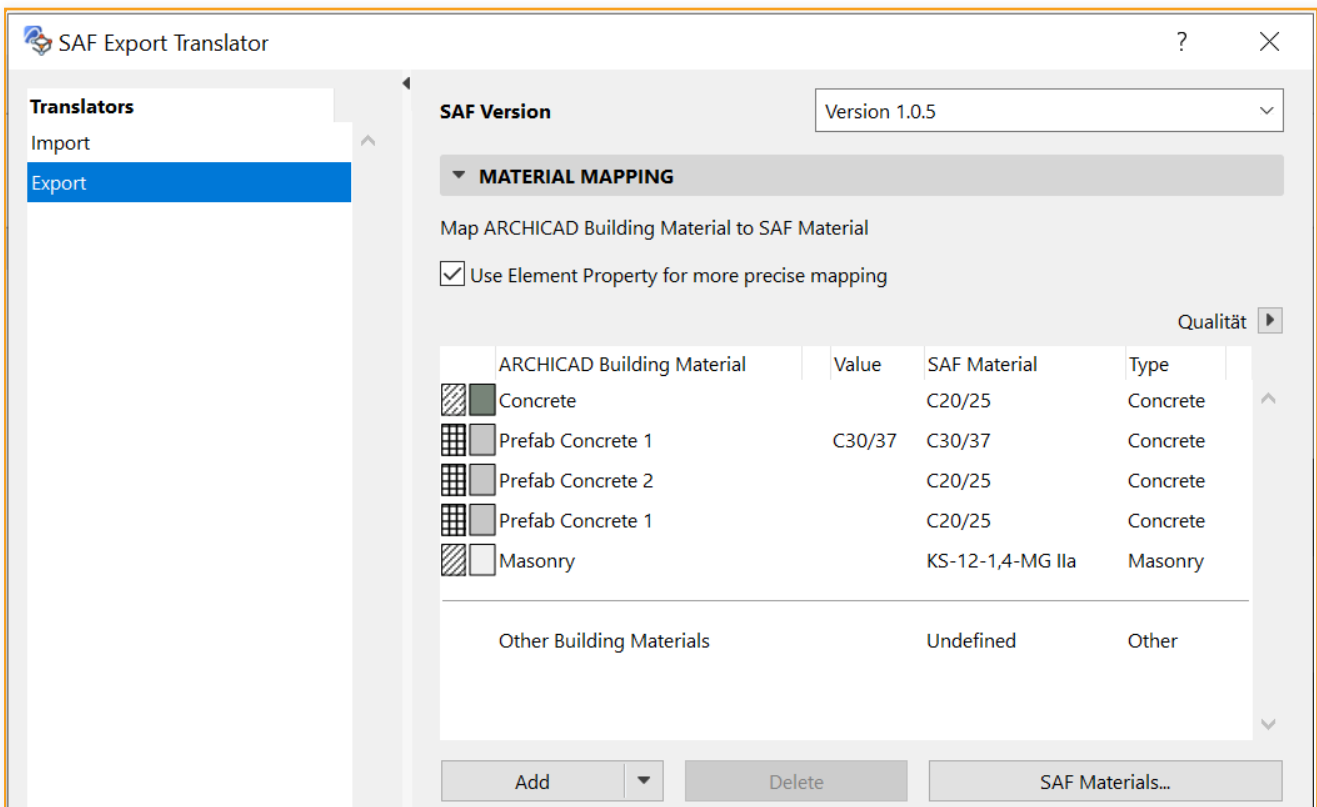 SAF Export Translator ?
Translators
Import
Export
SAF Version Version 1.0.5
MATERIAL MAPPING
Map ARCHICAD Building Material to SAF Material
Use Element Property for more precise mapping
Qualität
ARCHICAD Building Material Value SAF Material Type
Concrete C20/25 Concrete
Prefab Concrete 1 C30/37 C30/37 Concrete
Prefab Concrete 2 C20/25 Concrete
Prefab Concrete 1 C20/25 Concrete
Masonry KS-12-1,4-MG IIa Masonry
Other Building Materials Undefined Other
Add Delete SAF Materials...